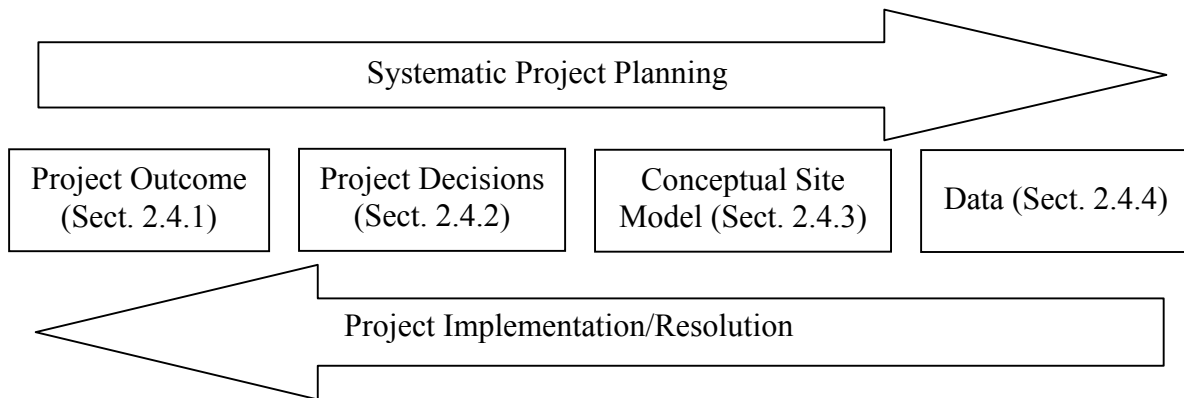 Systematic Project Planning
Project Outcome
(Sect. 2.4.1)
Project Decisions
(Sect. 2.4.2)
Conceptual Site
Model (Sect. 2.4.3)
Data (Sect. 2.4.4)
Project Implementation/Resolution